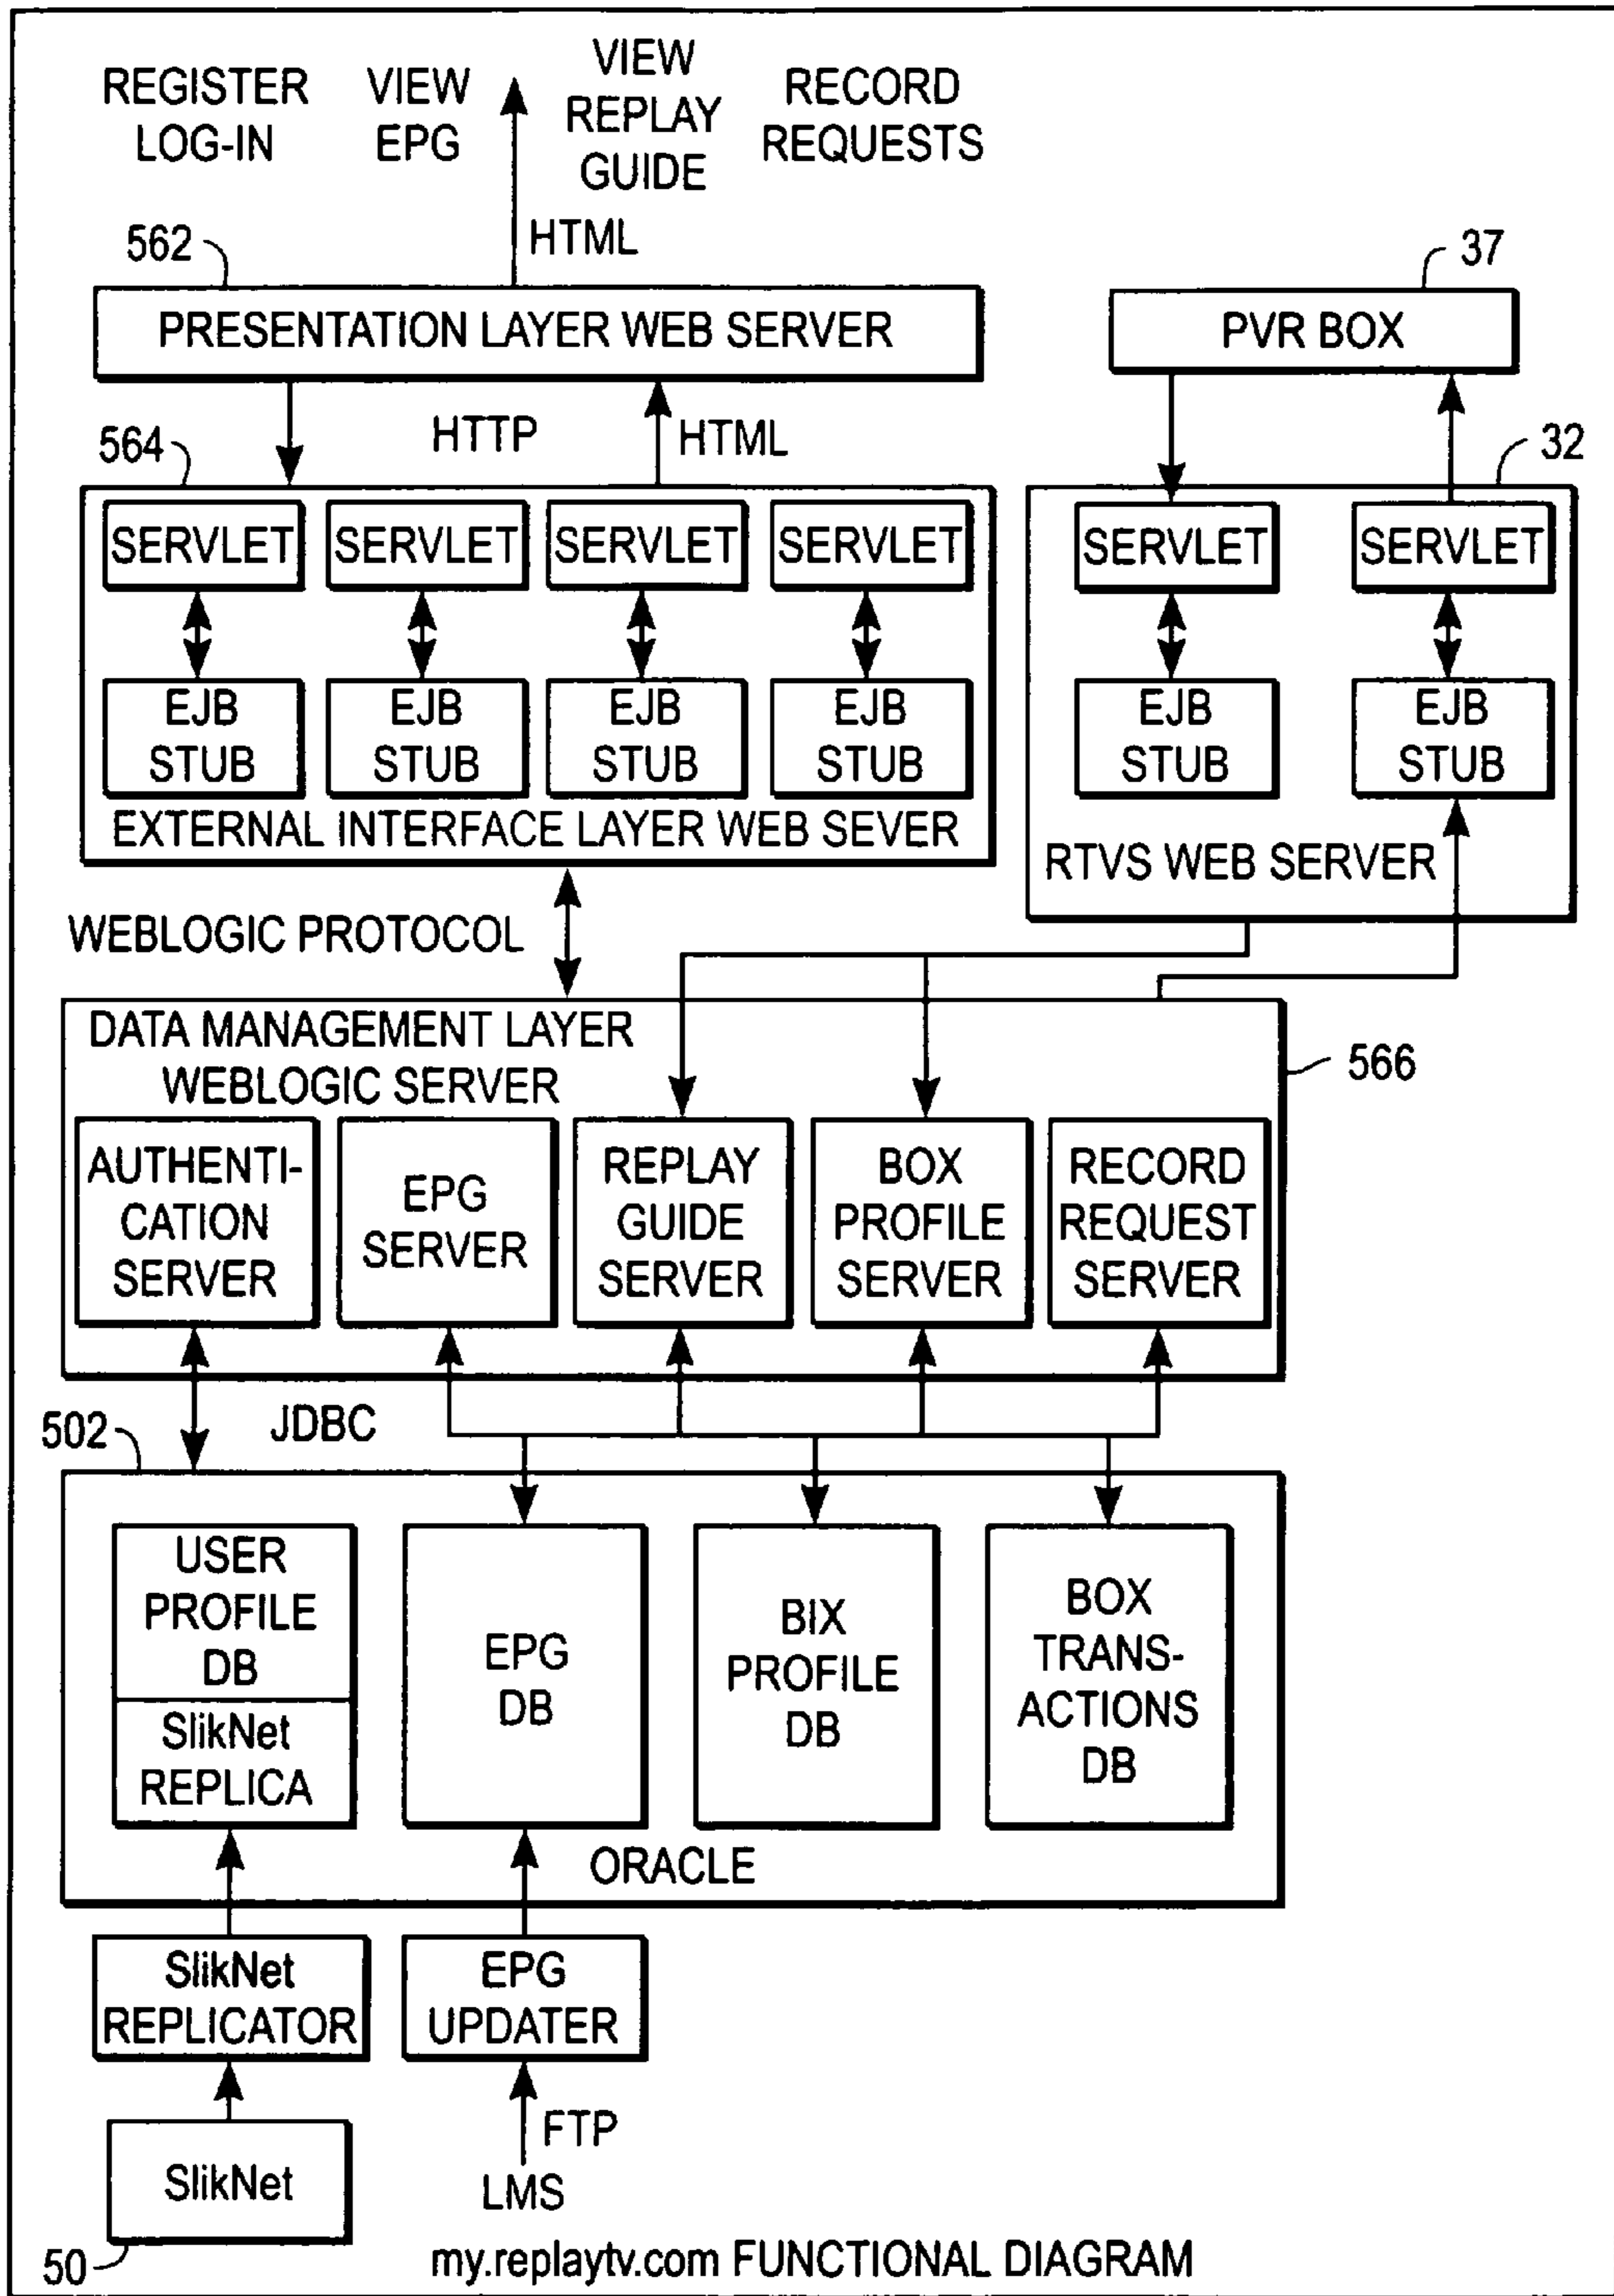 REGISTER
LOG-IN
VIEW
EPG
VIEW
REPLAY
GUIDE
RECORD
REQUESTS
HTML
562
PRESENTATION LAYER WEB SERVER
37
PVR BOX
HTTP
HTML
564
32
SERVLET
SERVLET
SERVLET
SERVLET
EJB
STUB
EJB
STUB
EJB
STUB
EJB
STUB
EXTERNAL INTERFACE LAYER WEB SEVER
SERVLET
SERVLET
EJB
STUB
EJB
STUB
RTVS WEB SERVER
WEBLOGIC PROTOCOL
DATA MANAGEMENT LAYER
WEBLOGIC SERVER
566
AUTHENTI-
CATION
SERVER
EPG
SERVER
REPLAY
GUIDE
SERVER
BOX
PROFILE
SERVER
RECORD
REQUEST
SERVER
502
JDBC
USER
PROFILE
DB
SlikNet
REPLICA
EPG
DB
BIX
PROFILE
DB
BOX
TRANS-
ACTIONS
DB
ORACLE
SlikNet
REPLICATOR
EPG
UPDATER
FTP
LMS
SlikNet
50
my.replaytv.com FUNCTIONAL DIAGRAM